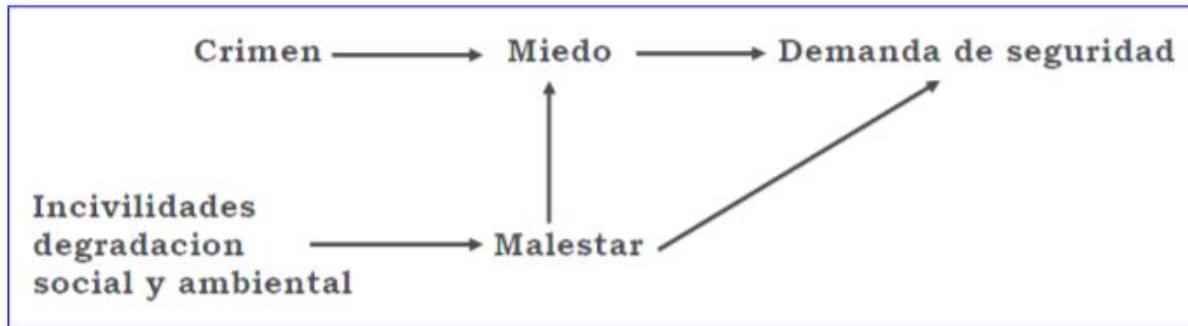 Crimen
Miedo
Demanda de seguridad
Incivilidades
degradacion
social y ambiental
Malestar